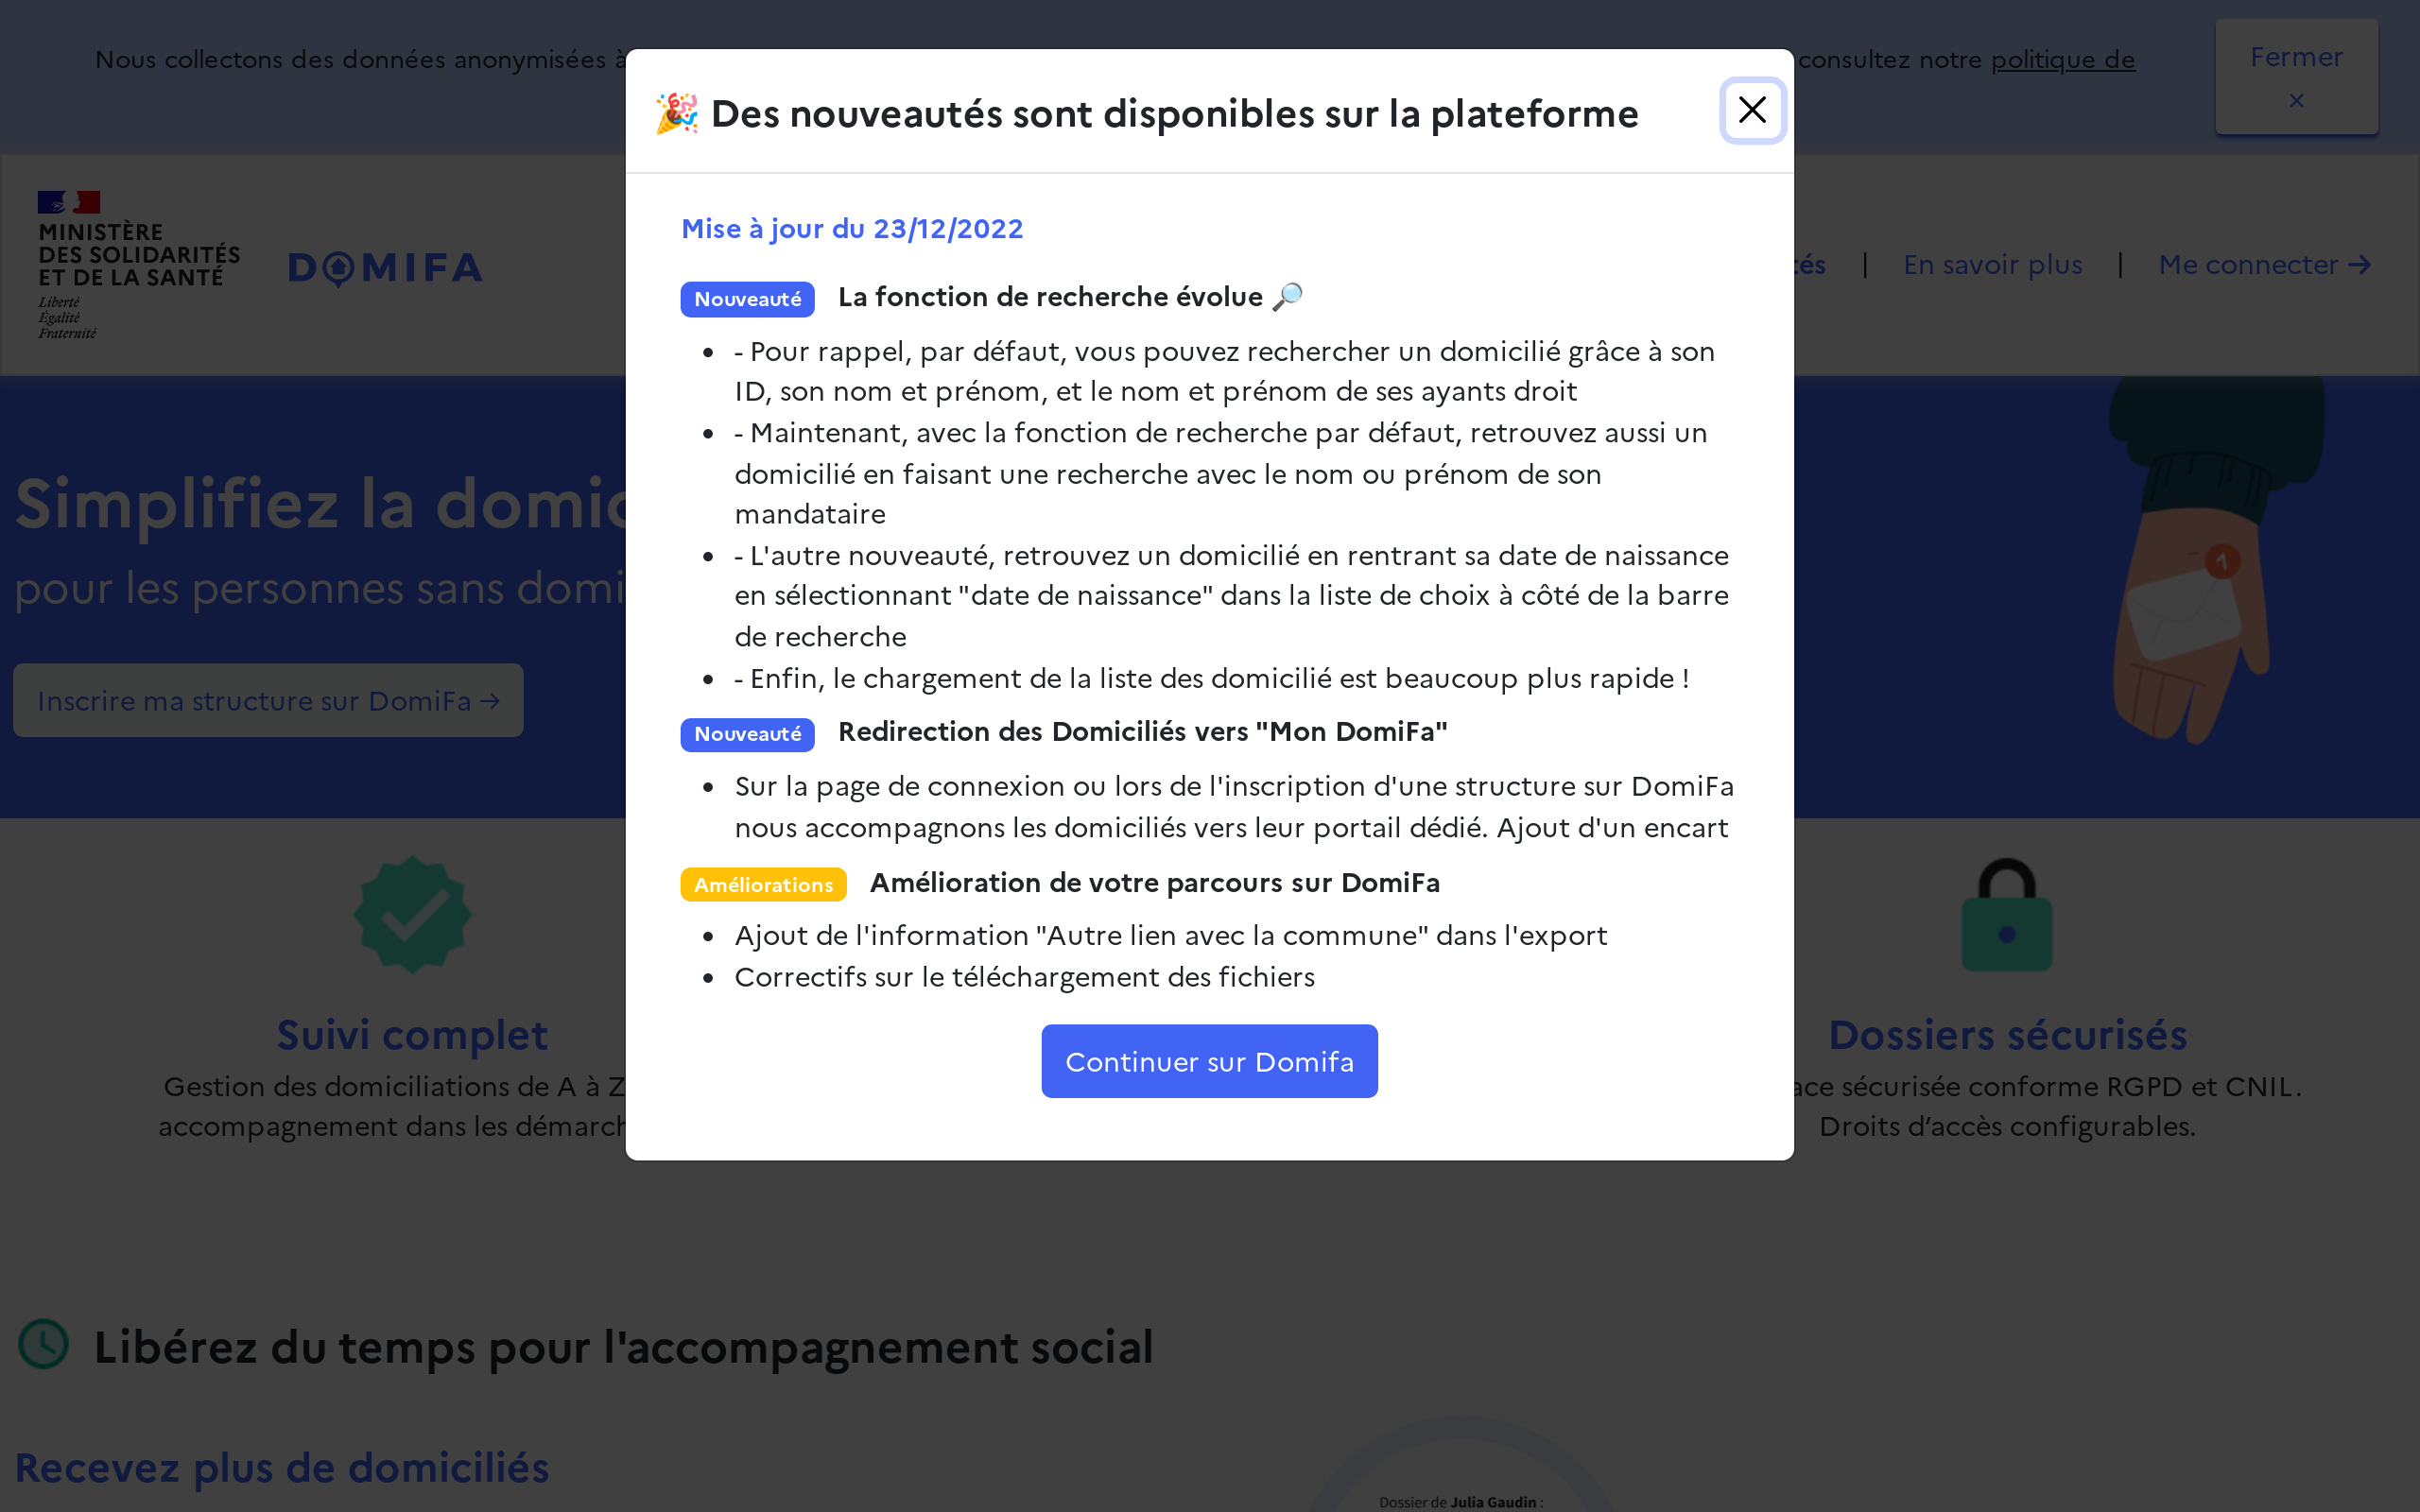 Nous collectons des données anonymisées à
consultez notre politique de
Fermer
×
MINISTÈRE
DES SOLIDARITÉS
ET DE LA SANTÉ
Liberté
Égalité
Fraternité
DOMIFA
En savoir plus
|
Me connecter →
🎉 Des nouveautés sont disponibles sur la plateforme
Mise à jour du 23/12/2022
Nouveauté La fonction de recherche évolue 🔎
- Pour rappel, par défaut, vous pouvez rechercher un domicilié grâce à son
ID, son nom et prénom, et le nom et prénom de ses ayants droit
- Maintenant, avec la fonction de recherche par défaut, retrouvez aussi un
domicilié en faisant une recherche avec le nom ou prénom de son
mandataire
- L'autre nouveauté, retrouvez un domicilié en rentrant sa date de naissance
en sélectionnant "date de naissance" dans la liste de choix à côté de la barre
de recherche
- Enfin, le chargement de la liste des domicilié est beaucoup plus rapide !
Nouveauté Redirection des Domiciliés vers "Mon DomiFa"
Sur la page de connexion ou lors de l'inscription d'une structure sur DomiFa
nous accompagnons les domiciliés vers leur portail dédié. Ajout d'un encart
Améliorations Amélioration de votre parcours sur DomiFa
Ajout de l'information "Autre lien avec la commune" dans l'export
Correctifs sur le téléchargement des fichiers
Continuer sur Domifa
Simplifiez la domic
pour les personnes sans domi
Inscrire ma structure sur DomiFa →
1
Suivi complet
Gestion des domiciliations de A à Z
accompagnement dans les démarch
Dossiers sécurisés
ace sécurisée conforme RGPD et CNIL.
Droits d’accès configurables.
Libérez du temps pour l'accompagnement social
Recevez plus de domiciliés
Dossier de Julia Gaudin :